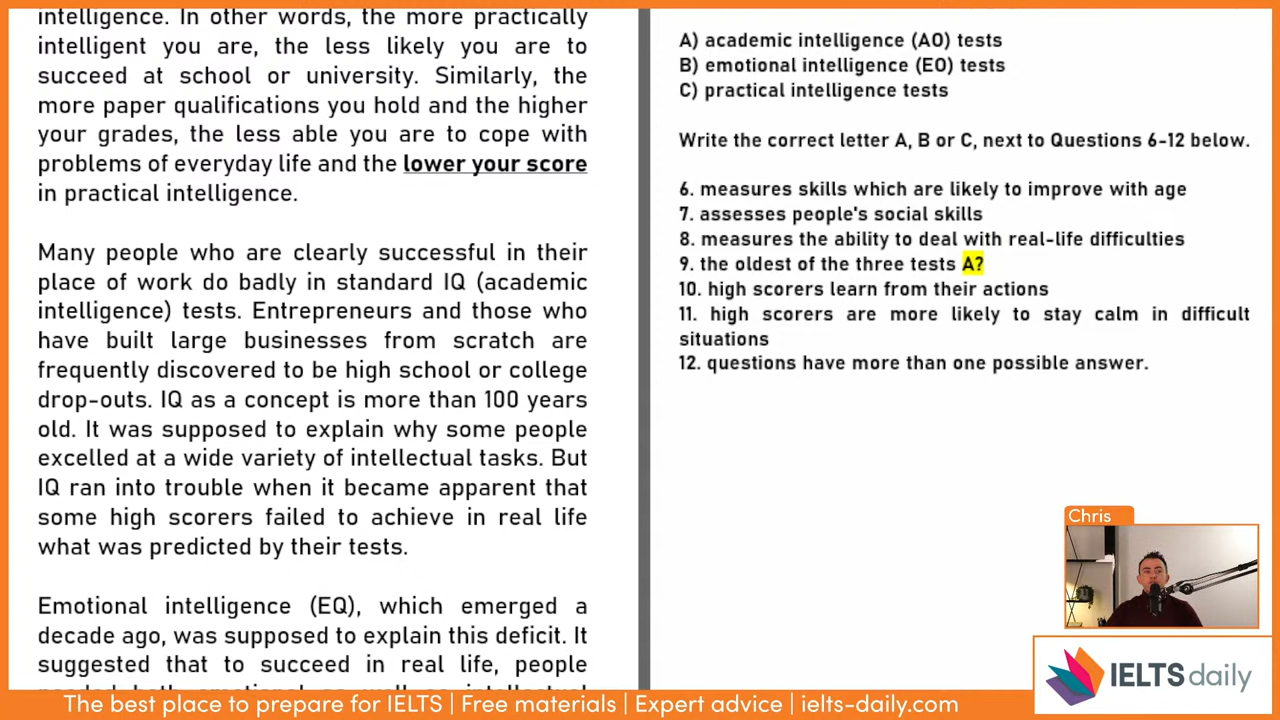 intelligence. In other words, the more practically
intelligent you are, the less likely you are to
succeed at school or university. Similarly, the
more paper qualifications you hold and the higher
your grades, the less able you are to cope with
problems of everyday life and the lower your score
in practical intelligence.
Many people who are clearly successful in their
place of work do badly in standard IQ (academic
intelligence) tests. Entrepreneurs and those who
have built large businesses from scratch are
frequently discovered to be high school or college
drop-outs. IQ as a concept is more than 100 years
old. It was supposed to explain why some people
excelled at a wide variety of intellectual tasks. But
IQ ran into trouble when it became apparent that
some high scorers failed to achieve in real life
what was predicted by their tests.
Emotional intelligence (EQ), which emerged a
decade ago, was supposed to explain this deficit. It
suggested that to succeed in real life, people
needed both emotional as well as intellectual
A) academic intelligence (AO) tests
B) emotional intelligence (EO) tests
C) practical intelligence tests
Write the correct letter A, B or C, next to Questions 6-12 below.
6. measures skills which are likely to improve with age
7. assesses people's social skills
8. measures the ability to deal with real-life difficulties
9. the oldest of the three tests A?
10. high scorers learn from their actions
11. high scorers are more likely to stay calm in difficult
situations
12. questions have more than one possible answer.
Chris
IELTS daily
The best place to prepare for IELTS | Free materials | Expert advice | ielts-daily.com